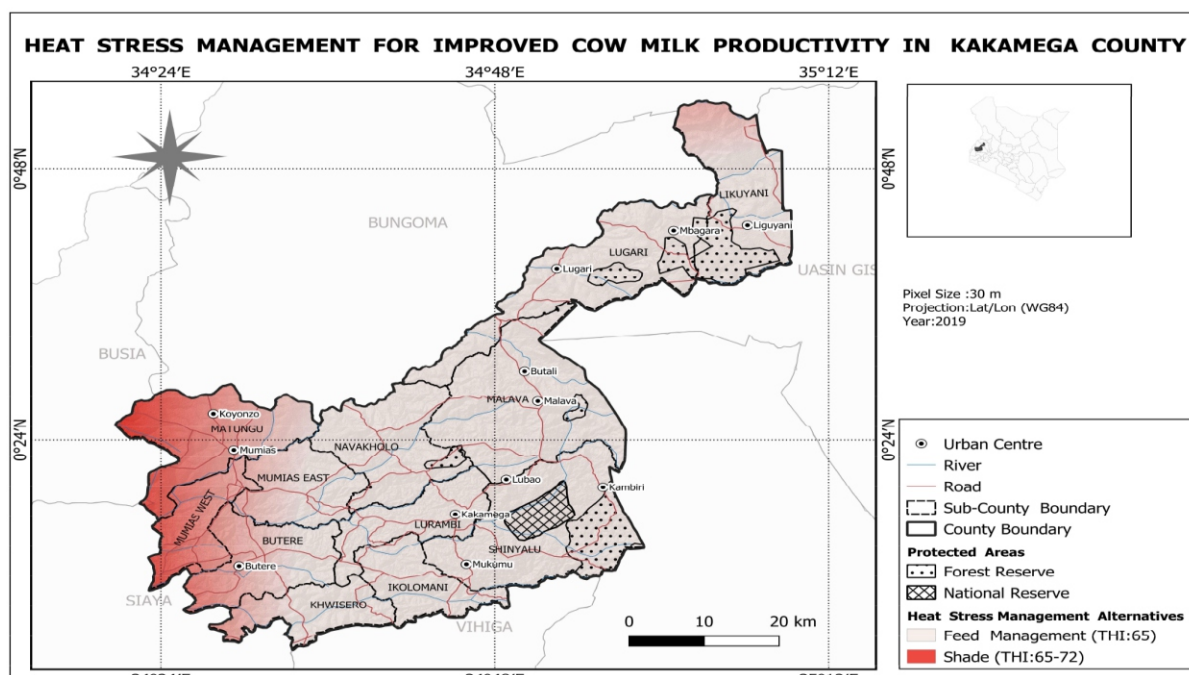 HEAT STRESS MANAGEMENT FOR IMPROVED COW MILK PRODUCTIVITY IN KAKAMEGA COUNTY
34°24′E 34°48′E 35°12′E
0°48′N 0°48′N
LIKUYANI
BUNGOMA
Mbagara Liguyani
LUGARI
Lugari
UASIN GIS
Pixel Size :30 m
Projection:Lat/Lon (WG84)
Year:2019
BUSIA
Butali
MALAVA Malava
Koyonzo
MATUNGU
0°24′N 0°24′N
NAVAKHOLO
Mumias
MUMIAS EAST
Lubao
Kambiri
MUMIAS WEST
Kakamega
LURAMBI
BUTERE
SHINYALU
Butere
Mukumu
IKOLOMANI
SIAYA
KHWISERO
VIHIGA
0 10 20 km
Urban Centre
River
Road
Sub-County Boundary
County Boundary
Protected Areas
Forest Reserve
National Reserve
Heat Stress Management Alternatives
Feed Management (THI:65)
Shade (THI:65-72)